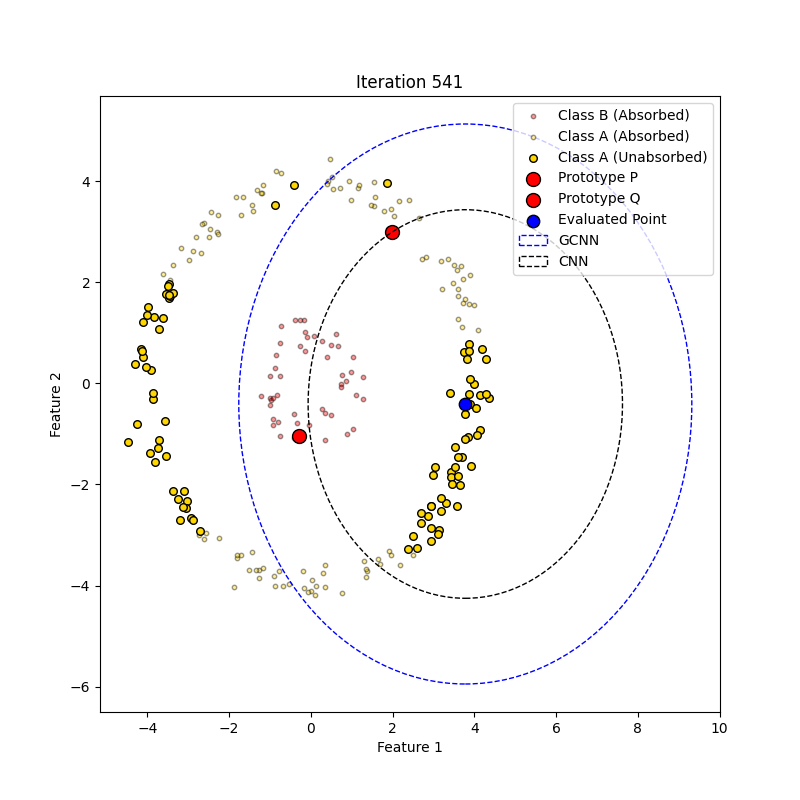 Iteration 541
Class B (Absorbed)
Class A (Absorbed)
Class A (Unabsorbed)
Prototype P
Prototype Q
Evaluated Point
GCNN
CNN
4
2
0
−2
−4
−6
Feature 2
−4
−2
0
2
4
6
8
10
Feature 1